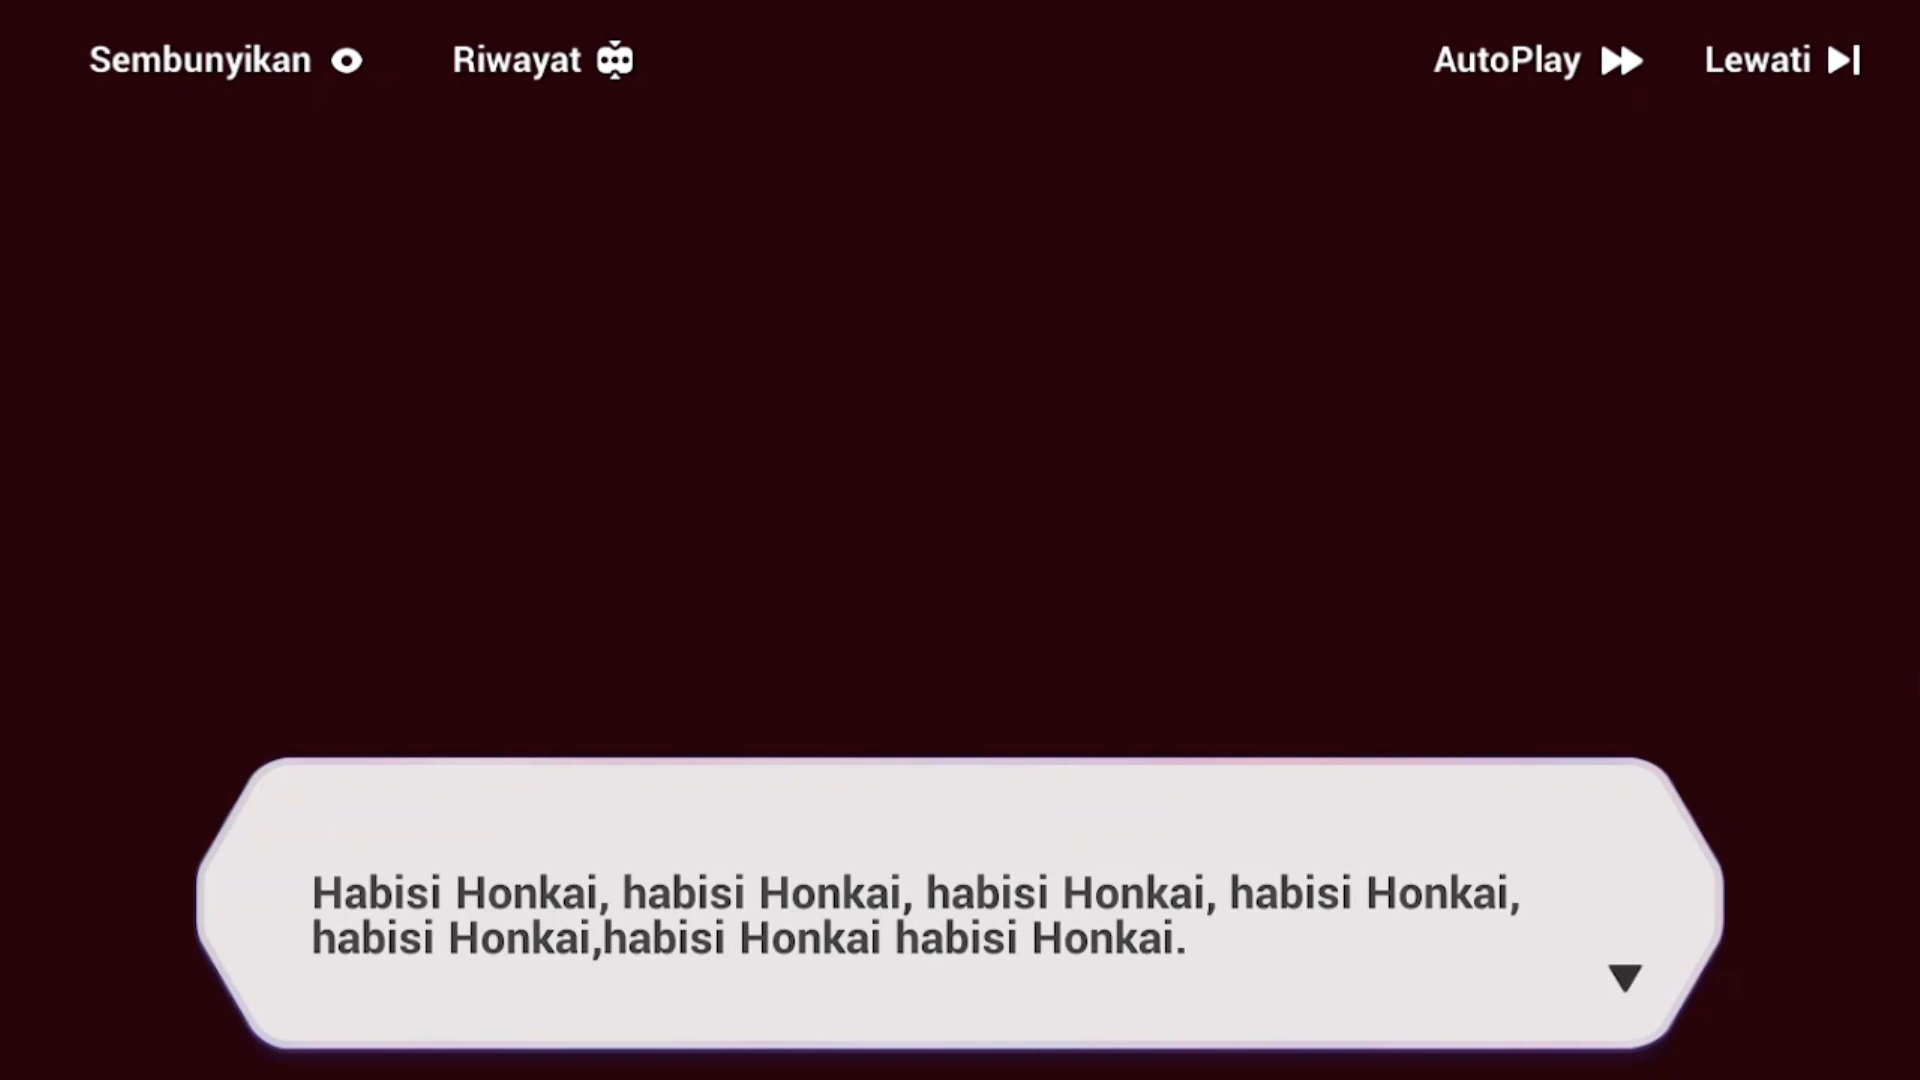 Sembunyikan Riwayat AutoPlay Lewati
Habisi Honkai, habisi Honkai, habisi Honkai, habisi Honkai,
habisi Honkai,habisi Honkai habisi Honkai.